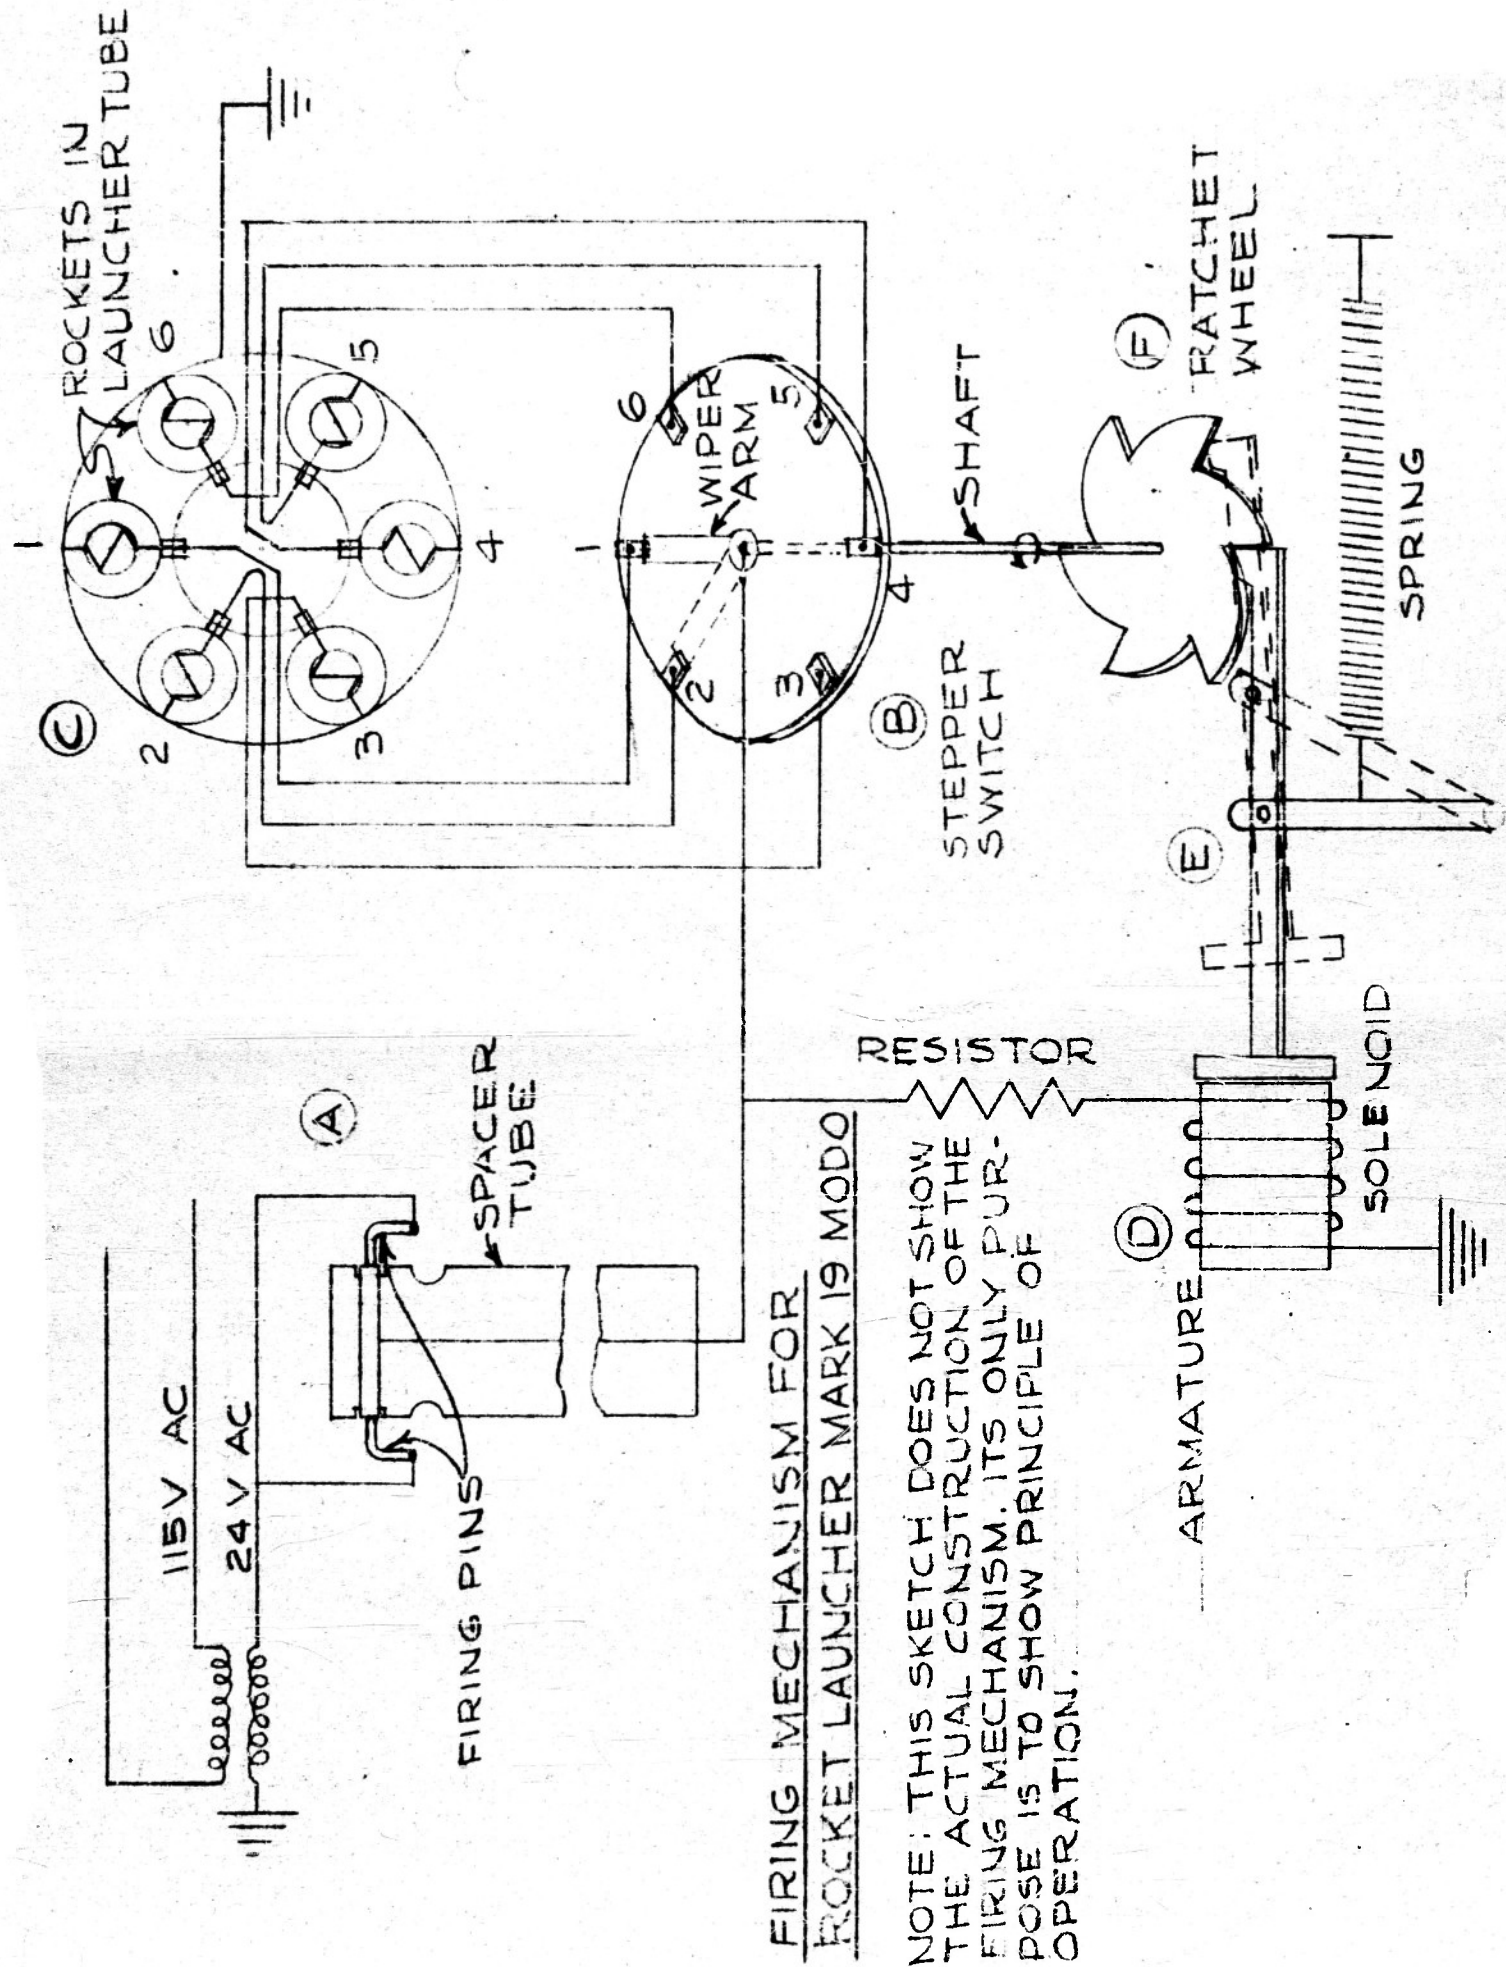 115V AC
24 V AC
A
FIRING PINS
SPACER
TUBE
C
ROCKETS IN
LAUNCHER TUBE
1
2
3
4
5
6
1
2
3
4
5
6
WIPER
ARM
B
STEPPER
SWITCH
SHAFT
RESISTOR
F
RATCHET
WHEEL
E
SPRING
D
ARMATURE
SOLENOID
FIRING MECHANISM FOR
ROCKET LAUNCHER MARK 19 MODO
NOTE: THIS SKETCH DOES NOT SHOW
THE ACTUAL CONSTRUCTION OF THE
FIRING MECHANISM. ITS ONLY PUR-
POSE IS TO SHOW PRINCIPLE OF
OPERATION.